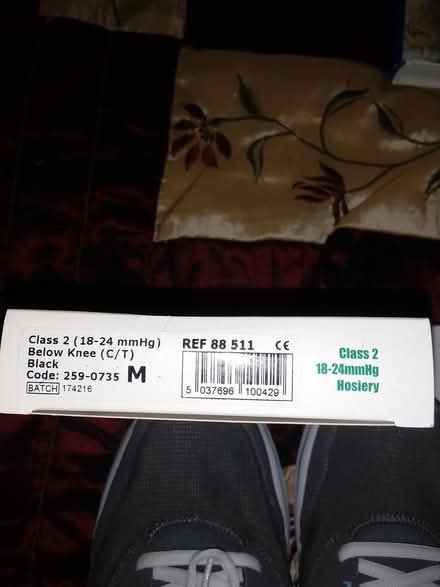 Class 2 (18-24 mmHg)
Below Knee (C/T)
Black
Code: 259-0735 M
BATCH 174216
REF 88 511 CE
5 037696 100429
Class 2
18-24mmHg
Hosiery